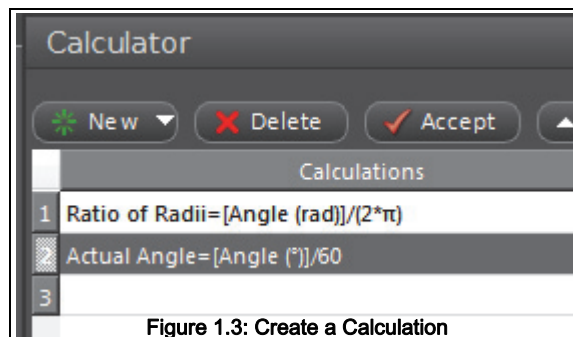 Calculator
New Delete Accept
Calculations
1 Ratio of Radii=[Angle (rad)]/(2*π)
2 Actual Angle=[Angle (°)]/60
3
Figure 1.3: Create a Calculation